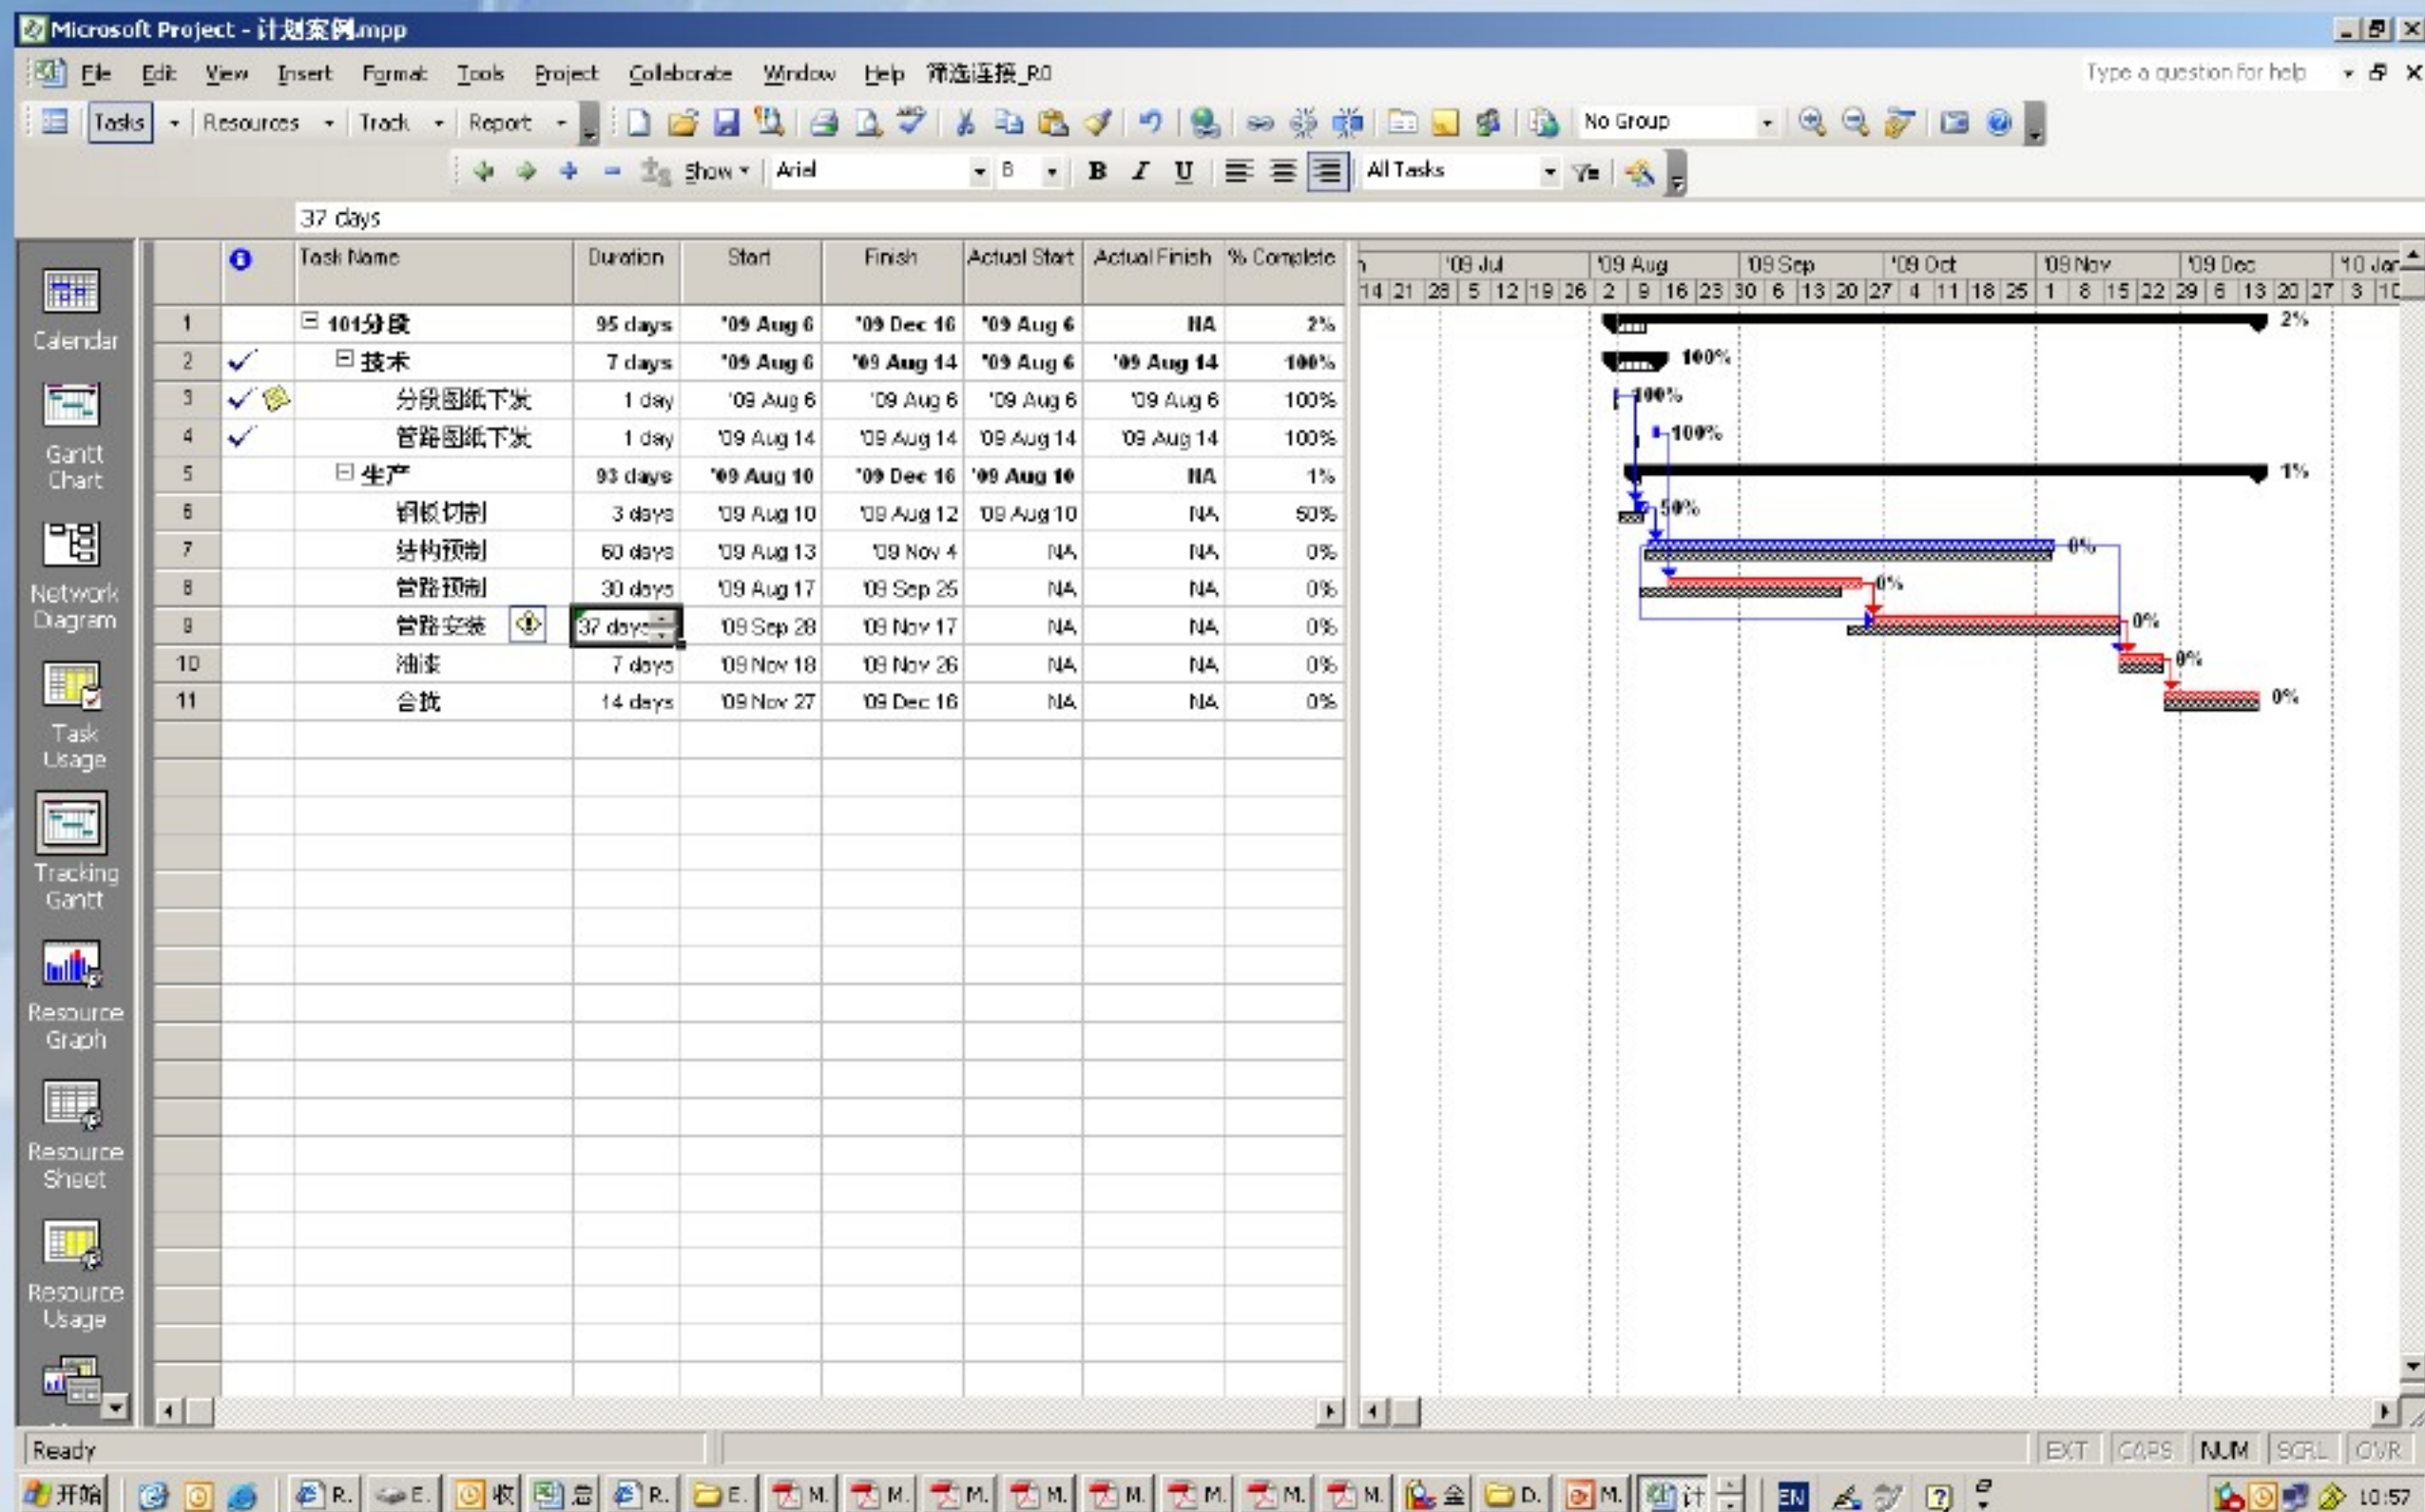 Microsoft Project - 计划案例.mpp
File Edit View Insert Format Tools Project Collaborate Window Help 筛选连接_R0 Type a question for help
Tasks Resources Track Report No Group
Show Arial 8 B I U All Tasks
37 days
Task Name Duration Start Finish Actual Start Actual Finish % Complete
'09 Jul '09 Aug '09 Sep '09 Oct '09 Nov '09 Dec '10 Jan
14 21 28 5 12 19 26 2 9 16 23 30 6 13 20 27 4 11 18 25 1 8 15 22 29 6 13 20 27 3 10
1 101分段 95 days '09 Aug 6 '09 Dec 16 '09 Aug 6 NA 2% 2%
2 技术 7 days '09 Aug 6 '09 Aug 14 '09 Aug 6 '09 Aug 14 100% 100%
3 分段图纸下发 1 day '09 Aug 6 '09 Aug 6 '09 Aug 6 '09 Aug 6 100% 100%
4 管路图纸下发 1 day '09 Aug 14 '09 Aug 14 '09 Aug 14 '09 Aug 14 100% 100%
5 生产 93 days '09 Aug 10 '09 Dec 16 '09 Aug 10 NA 1% 1%
6 钢板切割 3 days '09 Aug 10 '09 Aug 12 '09 Aug 10 NA 50% 50%
7 结构预制 60 days '09 Aug 13 '09 Nov 4 NA NA 0% 0%
8 管路预制 30 days '09 Aug 17 '09 Sep 25 NA NA 0% 0%
9 管路安装 37 days '09 Sep 28 '09 Nov 17 NA NA 0% 0%
10 油漆 7 days '09 Nov 18 '09 Nov 26 NA NA 0% 0%
11 合拢 14 days '09 Nov 27 '09 Dec 16 NA NA 0% 0%
Calendar
Gantt
Chart
Network
Diagram
Task
Usage
Tracking
Gantt
Resource
Graph
Resource
Sheet
Resource
Usage
Ready EXT CAPS NUM SCRL OVR
开始 R. E. 收 R. E. M. M. M. M. M. M. M. M. 金 D. M. 计 EN 10:57